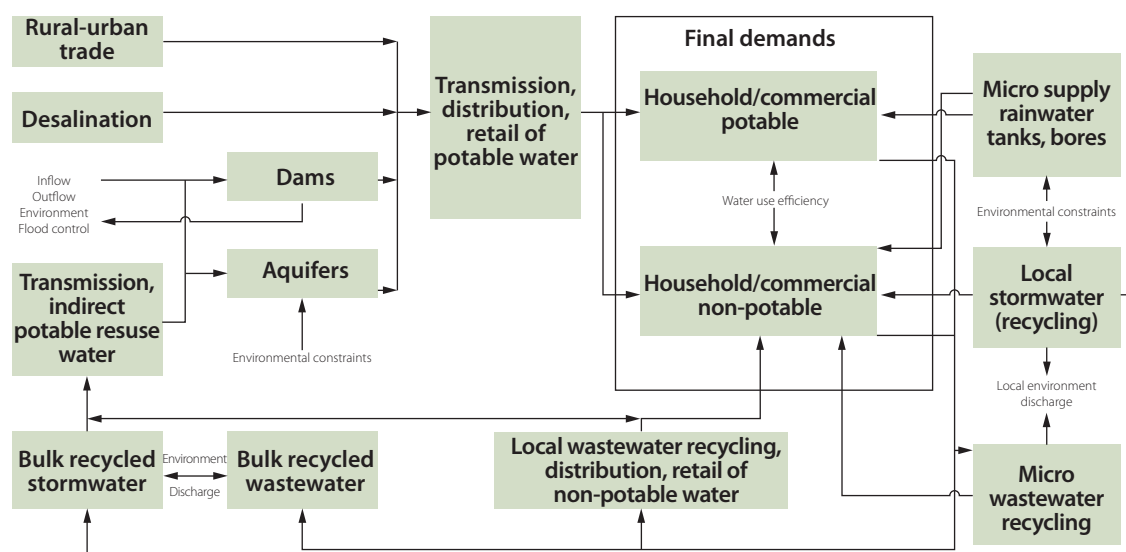 Rural-urban
trade
Desalination
Inflow
Outflow
Environment
Flood control
Dams
Aquifers
Environmental constraints
Transmission,
indirect
potable resuse
water
Bulk recycled
stormwater
Environment
Discharge
Bulk recycled
wastewater
Transmission,
distribution,
retail of
potable water
Final demands
Household/commercial
potable
Water use efficiency
Household/commercial
non-potable
Local wastewater recycling,
distribution, retail of
non-potable water
Micro supply
rainwater
tanks, bores
Environmental constraints
Local
stormwater
(recycling)
Local environment
discharge
Micro
wastewater
recycling